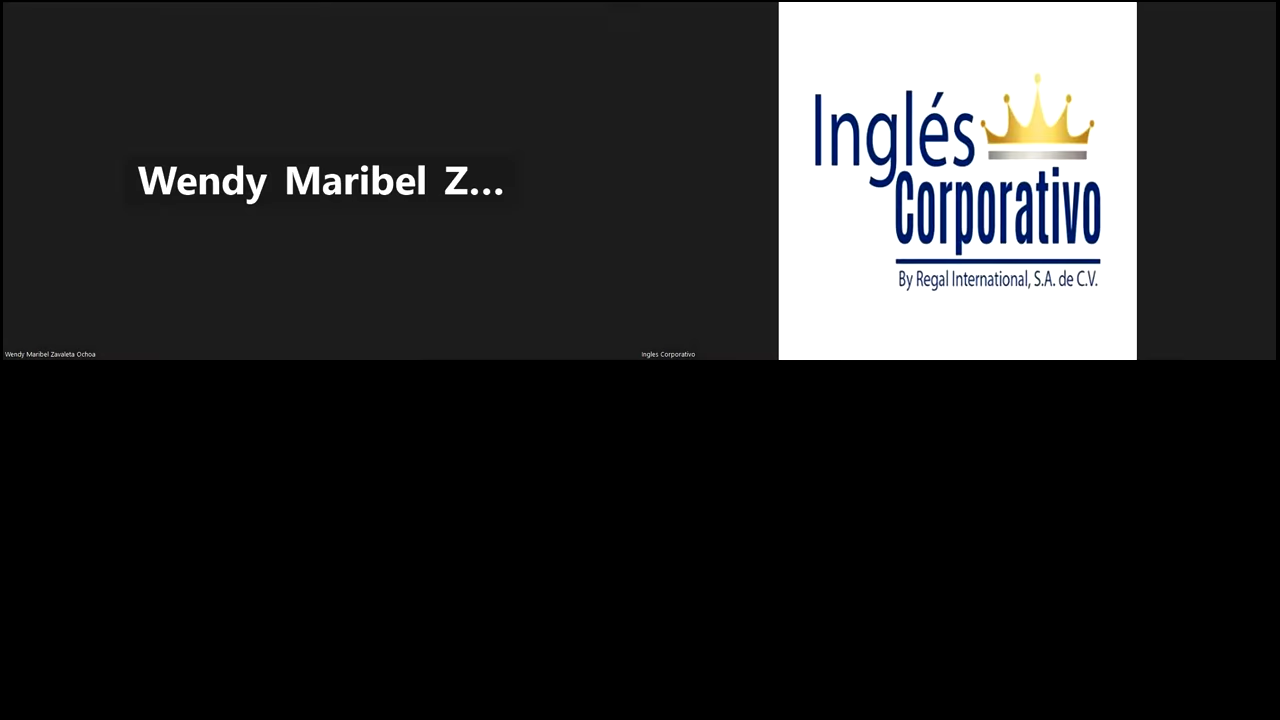 Wendy Maribel Z...
Inglés
Corporativo
By Regal International, S.A. de C.V.
Wendy Maribel Zavaleta Ochoa
Ingles Corporativo